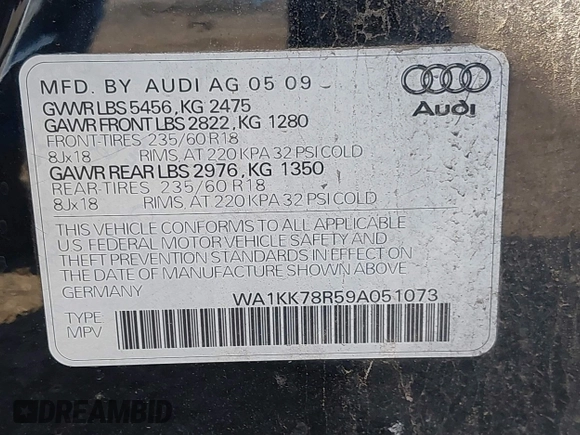 MFD. BY AUDI AG 05 09
Audi
GVWR LBS 5456, KG 2475
GAWR FRONT LBS 2822, KG 1280
FRONT-TIRES 235/60 R18
8Jx18 RIMS, AT 220 KPA 32 PSI COLD
GAWR REAR LBS 2976, KG 1350
REAR-TIRES 235/60 R18
8Jx18 RIMS, AT 220 KPA 32 PSI COLD
THIS VEHICLE CONFORMS TO ALL APPLICABLE
U.S FEDERAL MOTOR VEHICLE SAFETY AND
THEFT PREVENTION STANDARDS IN EFFECT ON
THE DATE OF MANUFACTURE SHOWN ABOVE.
GERMANY
WA1KK78R59A051073
TYPE
MPV
DREAMBID